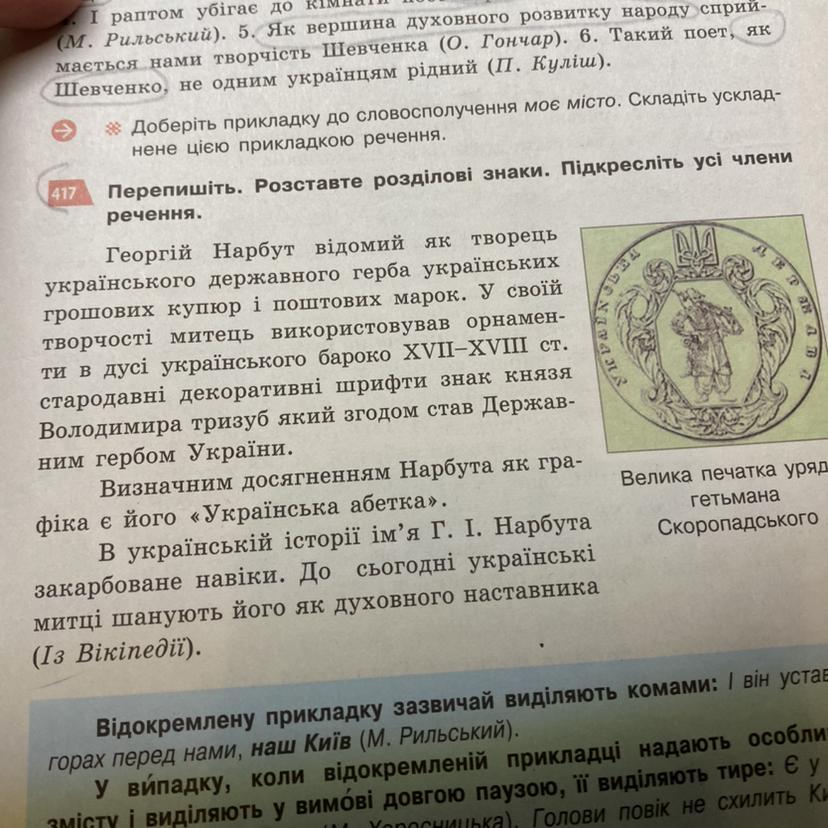 І раптом убігає до кімнати
(М. Рильський). 5. Як вершина духовного розвитку народу сприй-
мається нами творчість Шевченка (О. Гончар). 6. Такий поет, як
Шевченко, не одним українцям рідний (П. Куліш).
Доберіть прикладку до словосполучення моє місто. Складіть усклад-
нене цією прикладкою речення.
417 Перепишіть. Розставте розділові знаки. Підкресліть усі члени
речення.
Георгій Нарбут відомий як творець
українського державного герба українських
грошових купюр і поштових марок. У своїй
творчості митець використовував орнамен-
ти в дусі українського бароко XVII–XVIII ст.
стародавні декоративні шрифти знак князя
Володимира тризуб який згодом став Держав-
ним гербом України.
Визначним досягненням Нарбута як гра-
фіка є його «Українська абетка».
В українській історії ім’я Г. І. Нарбута
закарбоване навіки. До сьогодні українські
митці шанують його як духовного наставника
(Із Вікіпедії).
УКРАЇНСЬКА ДЕРЖАВА
Велика печатка уряд
гетьмана
Скоропадського
Відокремлену прикладку зазвичай виділяють комами: І він устав
горах перед нами, наш Київ (М. Рильський).
У випадку, коли відокремленій прикладці надають особли
змісту і виділяють у вимові довгою паузою, її виділяють тире: Є у
Голови повік не схилить Ки